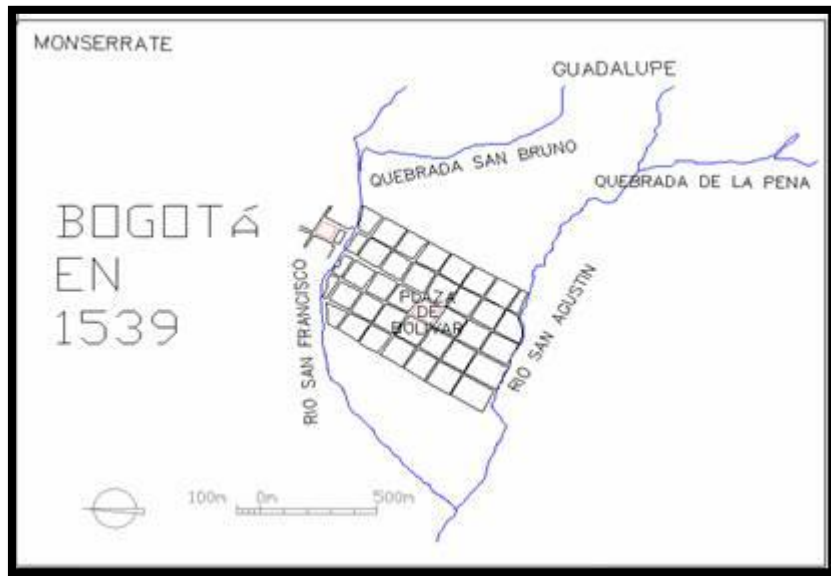 MONSERRATE
GUADALUPE
QUEBRADA SAN BRUNO
QUEBRADA DE LA PENA
BOGOTÁ
EN
1539
PLAZA
DE
BOLIVAR
RIO SAN FRANCISCO
RIO SAN AGUSTIN
100m 0m 500m